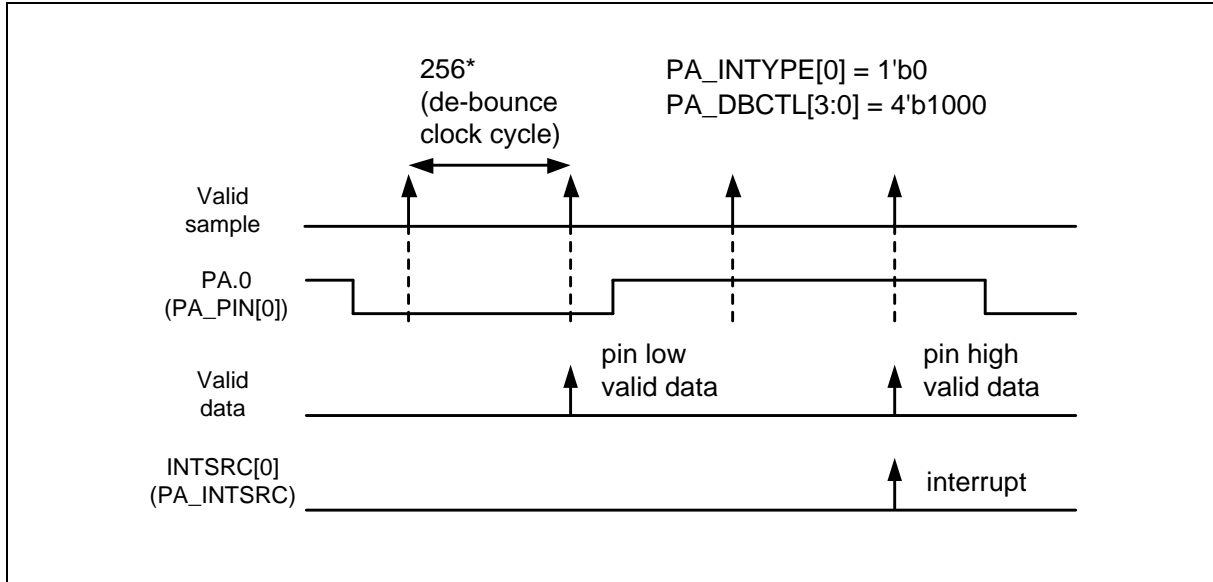 256*
(de-bounce
clock cycle)
PA_INTYPE[0] = 1'b0
PA_DBCTL[3:0] = 4'b1000
Valid
sample
PA.0
(PA_PIN[0])
Valid
data
pin low
valid data
pin high
valid data
INTSRC[0]
(PA_INTSRC)
interrupt